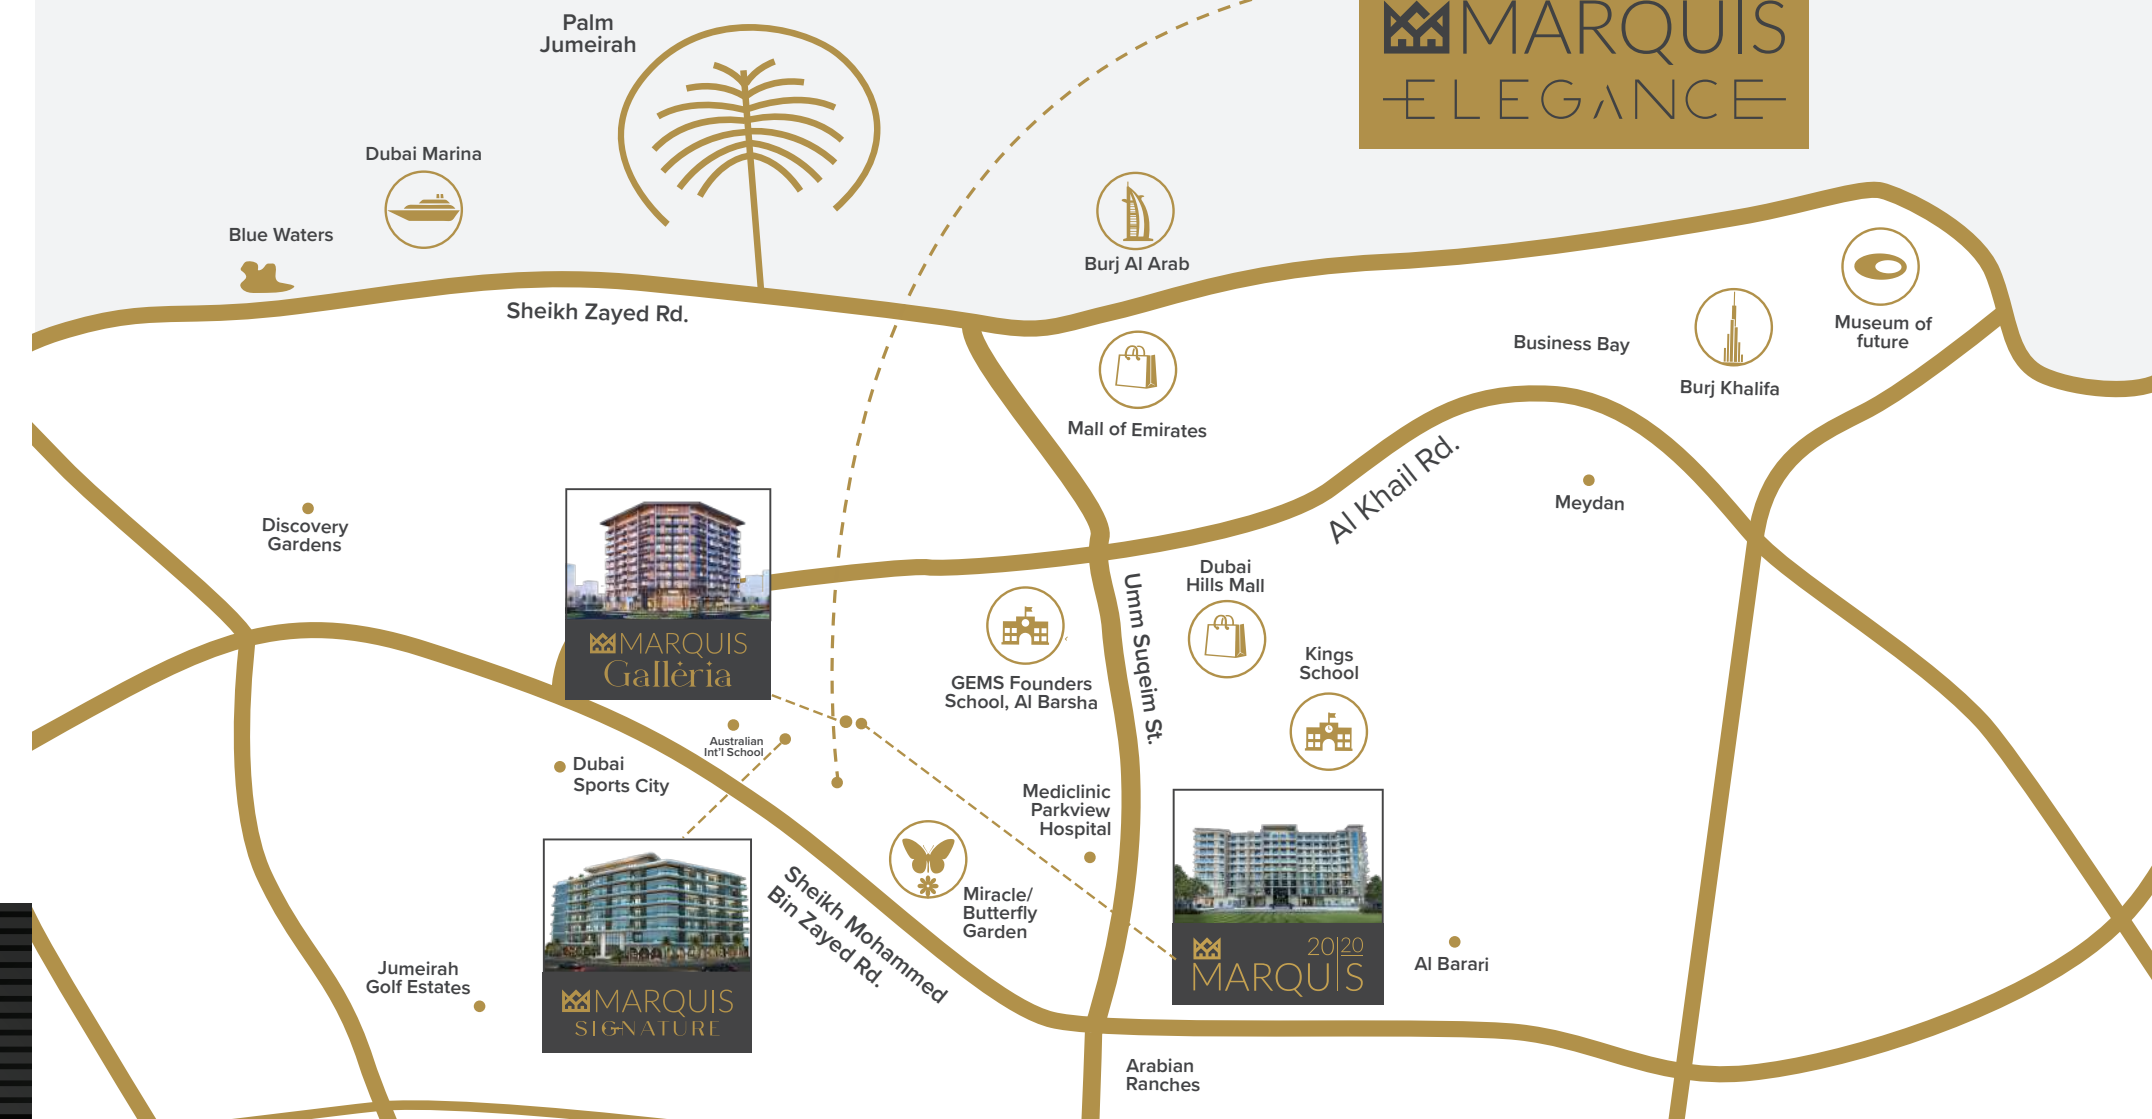 Palm
Jumeirah
MARQUIS
ELEGANCE
Dubai Marina
Blue Waters
Burj Al Arab
Sheikh Zayed Rd.
Museum of
future
Business Bay
Burj Khalifa
Mall of Emirates
Al Khail Rd.
Meydan
Discovery
Gardens
Dubai
Hills Mall
Umm Suqeim St.
MARQUIS
Gallería
GEMS Founders
School, Al Barsha
Kings
School
Australian
Int'l School
Dubai
Sports City
Mediclinic
Parkview
Hospital
Sheikh Mohammed
Bin Zayed Rd.
Miracle/
Butterfly
Garden
20|20
MARQUIS
Al Barari
Jumeirah
Golf Estates
MARQUIS
SIGNATURE
Arabian
Ranches